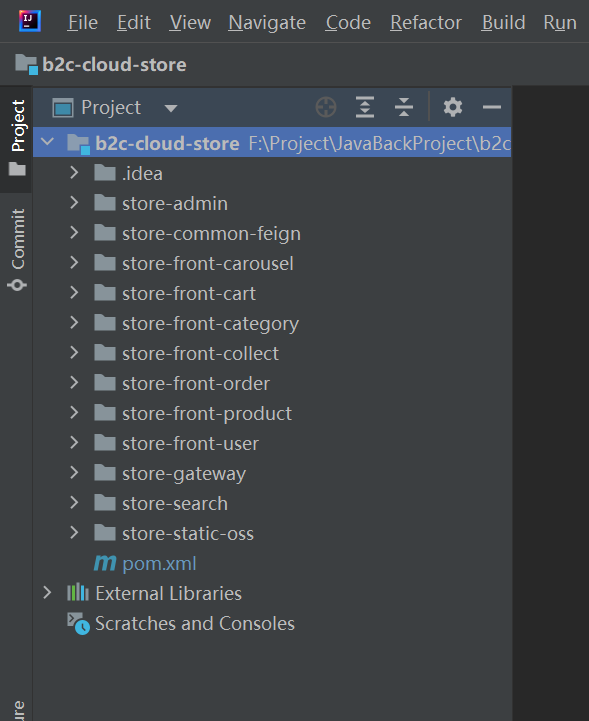 IJ
File Edit View Navigate Code Refactor Build Run
b2c-cloud-store
Project
Project
b2c-cloud-store F:\Project\JavaBackProject\b2c
.idea
store-admin
store-common-feign
Commit
store-front-carousel
store-front-cart
store-front-category
store-front-collect
store-front-order
store-front-product
store-front-user
store-gateway
store-search
store-static-oss
m pom.xml
External Libraries
Scratches and Consoles
ure